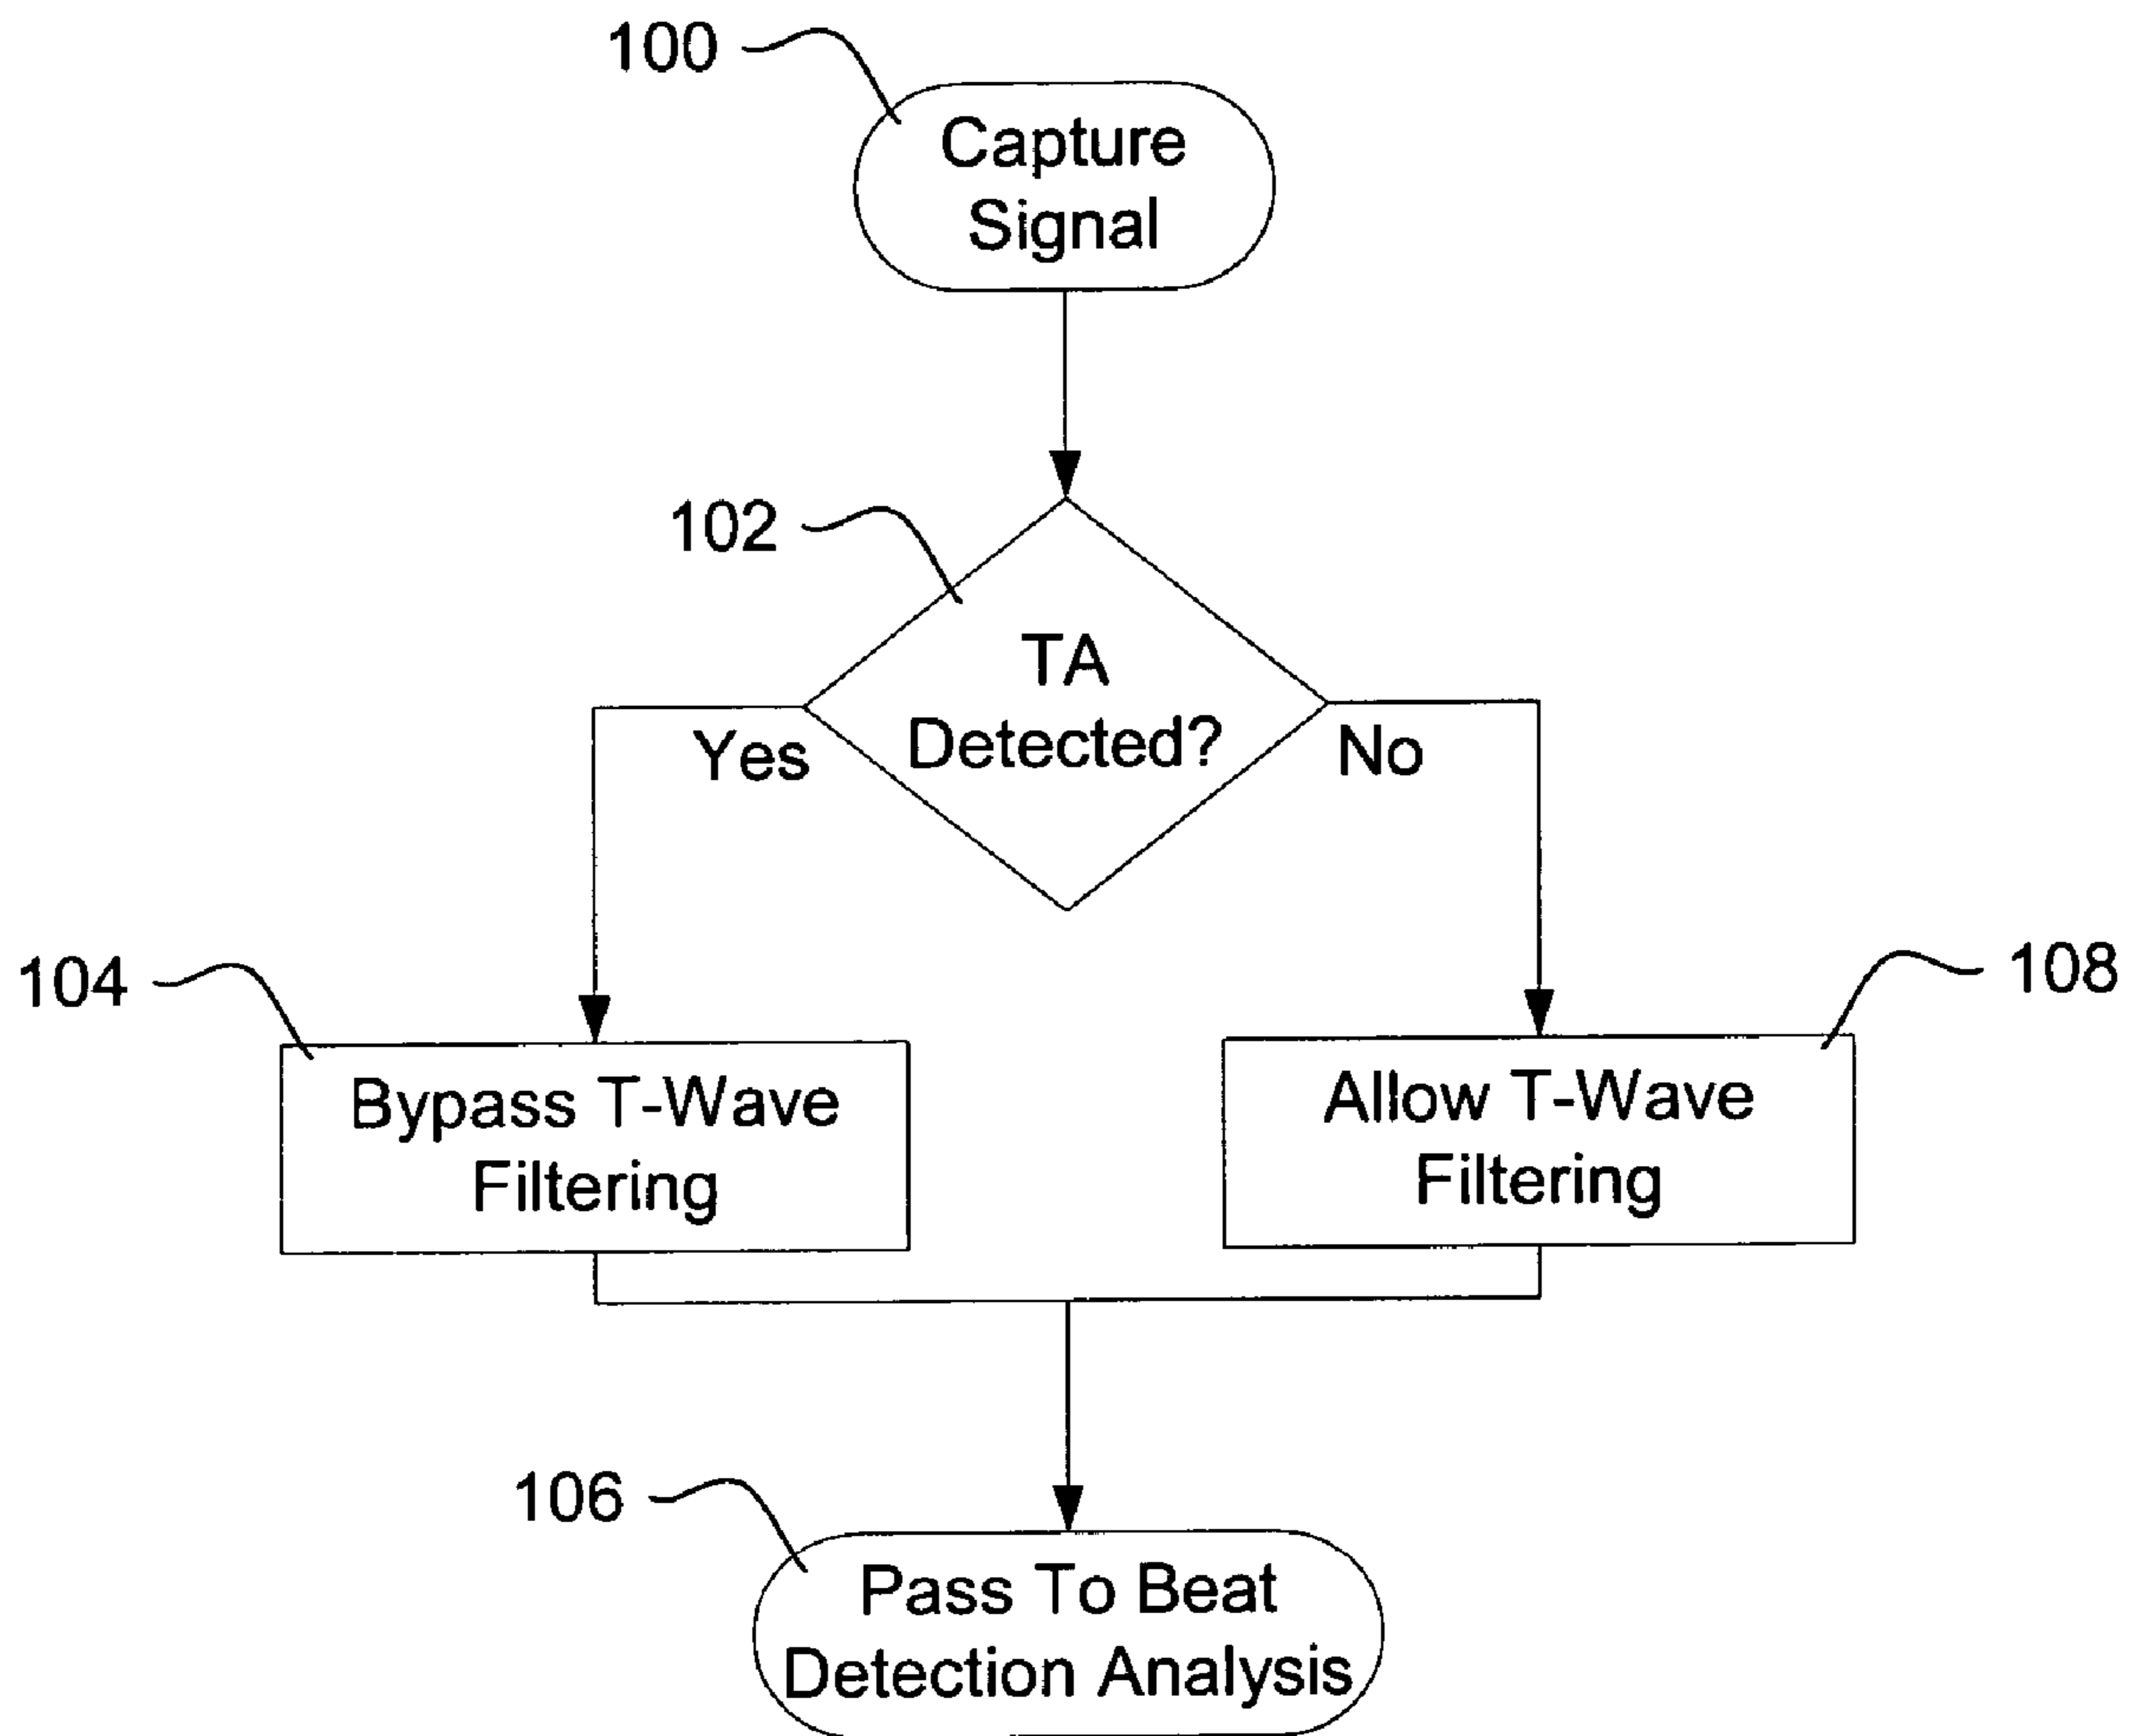 100
Capture
Signal
102
TA
Detected?
Yes
No
104
108
Bypass T-Wave
Filtering
Allow T-Wave
Filtering
106
Pass To Beat
Detection Analysis